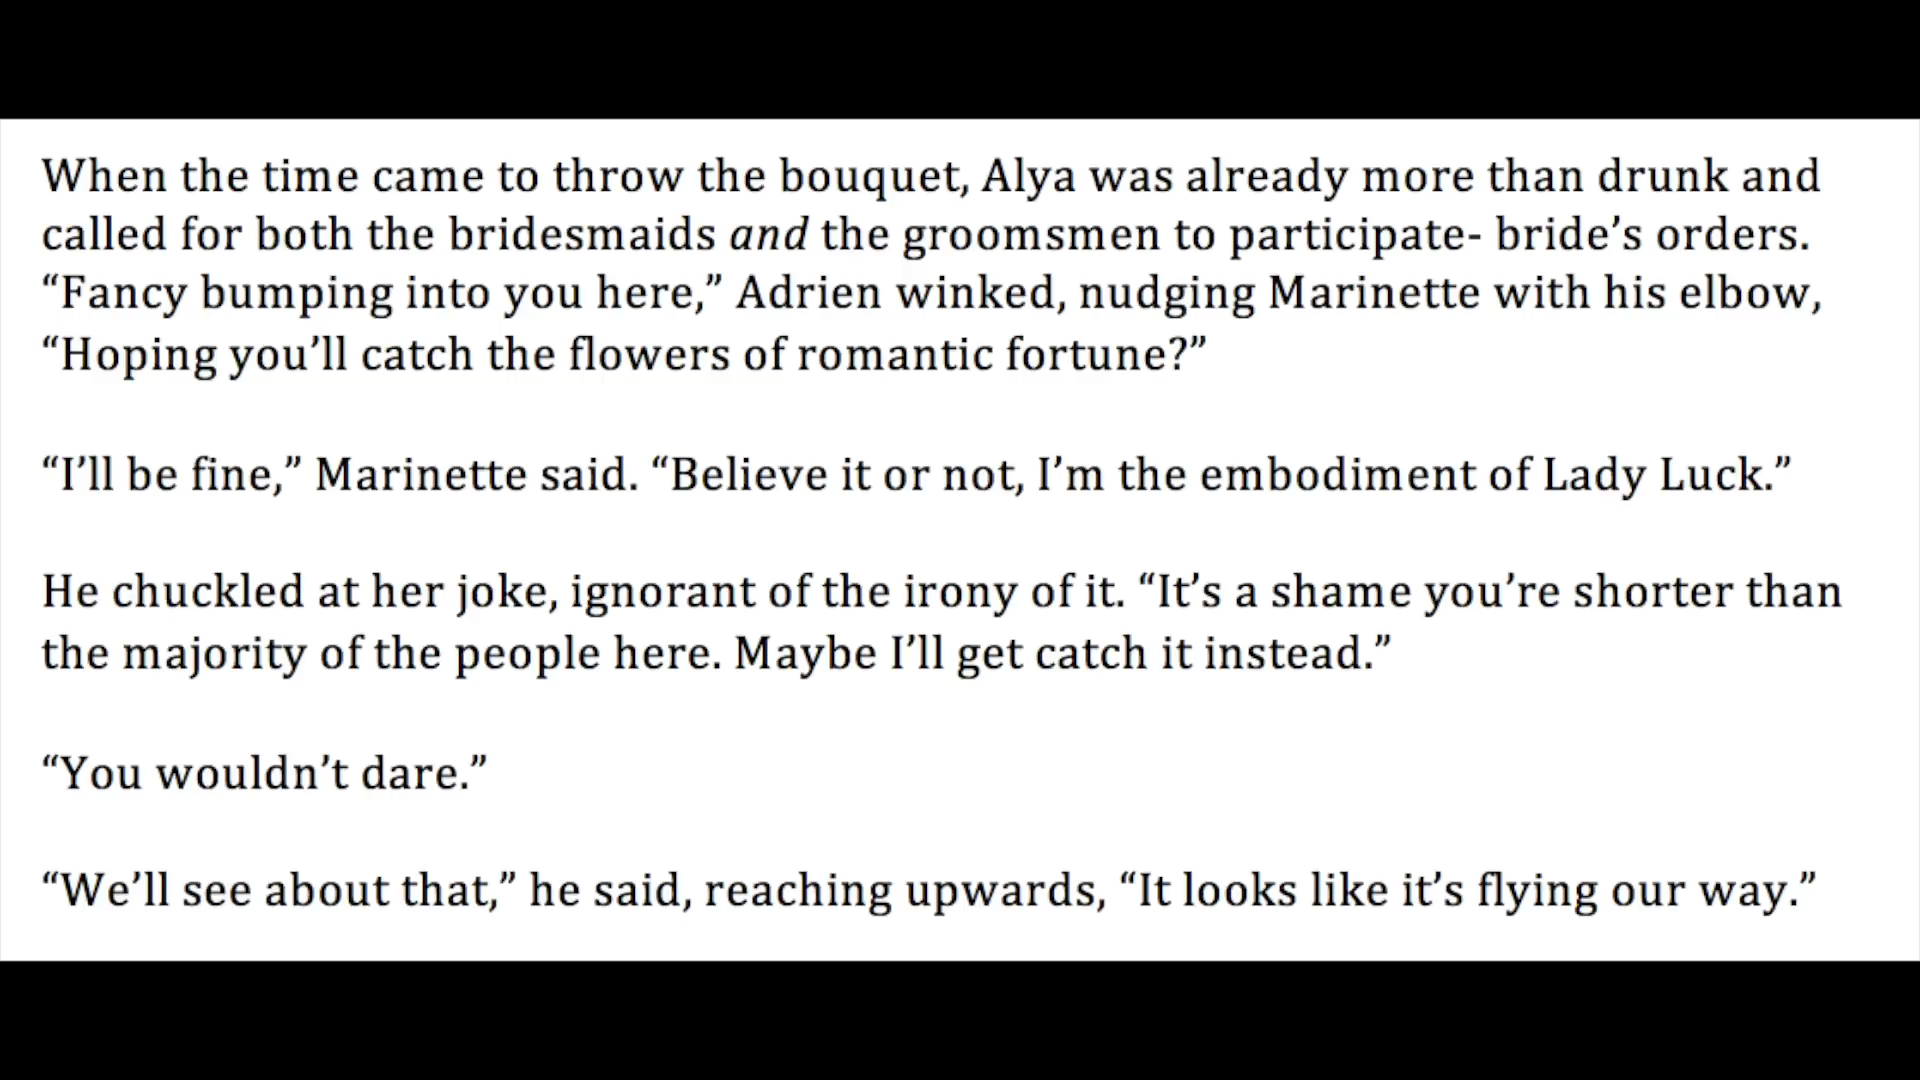 When the time came to throw the bouquet, Alya was already more than drunk and
called for both the bridesmaids and the groomsmen to participate- bride’s orders.
“Fancy bumping into you here,” Adrien winked, nudging Marinette with his elbow,
“Hoping you’ll catch the flowers of romantic fortune?”
“I’ll be fine,” Marinette said. “Believe it or not, I’m the embodiment of Lady Luck.”
He chuckled at her joke, ignorant of the irony of it. “It’s a shame you’re shorter than
the majority of the people here. Maybe I’ll get catch it instead.”
“You wouldn’t dare.”
“We’ll see about that,” he said, reaching upwards, “It looks like it’s flying our way.”